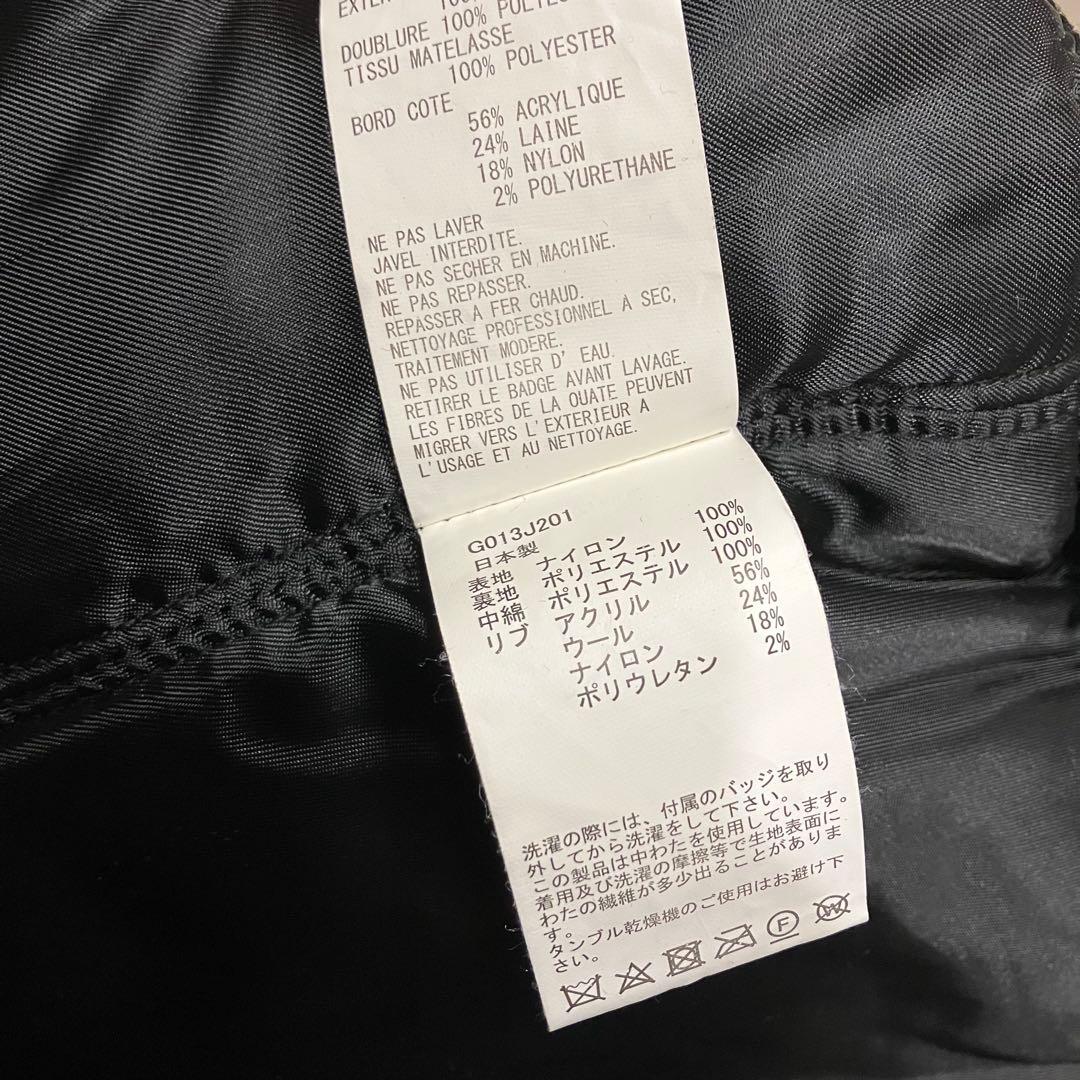 100%
DOUBLURE 100%
TISSU MATELASSE
100% POLYESTER
BORD COTE
56% ACRYLIQUE
24% LAINE
18% NYLON
2% POLYURETHANE
NE PAS LAVER
JAVEL INTERDITE.
NE PAS SECHER EN MACHINE.
NE PAS REPASSER.
REPASSER A FER CHAUD.
NETTOYAGE PROFESSIONNEL À SEC,
TRAITEMENT MODERE.
NE PAS UTILISER D' EAU.
RETIRER LE BADGE AVANT LAVAGE.
LES FIBRES DE LA OUATE PEUVENT
MIGRER VERS L'EXTERIEUR A
L'USAGE ET AU NETTOYAGE.
G013J201
日本製
表地 ナイロン 100%
裏地 ポリエステル 100%
中綿 ポリエステル 100%
リブ アクリル 56%
ウール 24%
ナイロン 18%
ポリウレタン 2%
洗濯の際には、付属のバッジを取り
外してから洗濯をして下さい。
この製品は中わたを使用しています。
着用及び洗濯の摩擦等で生地表面に
わたの繊維が多少出ることがありま
す。
タンブル乾燥機のご使用はお避け下
さい。
F
W